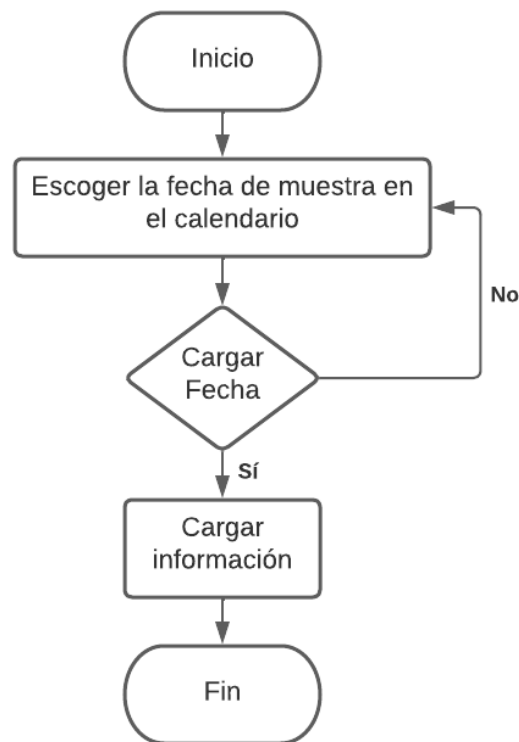 Inicio
Escoger la fecha de muestra en
el calendario
No
Cargar
Fecha
Sí
Cargar
información
Fin